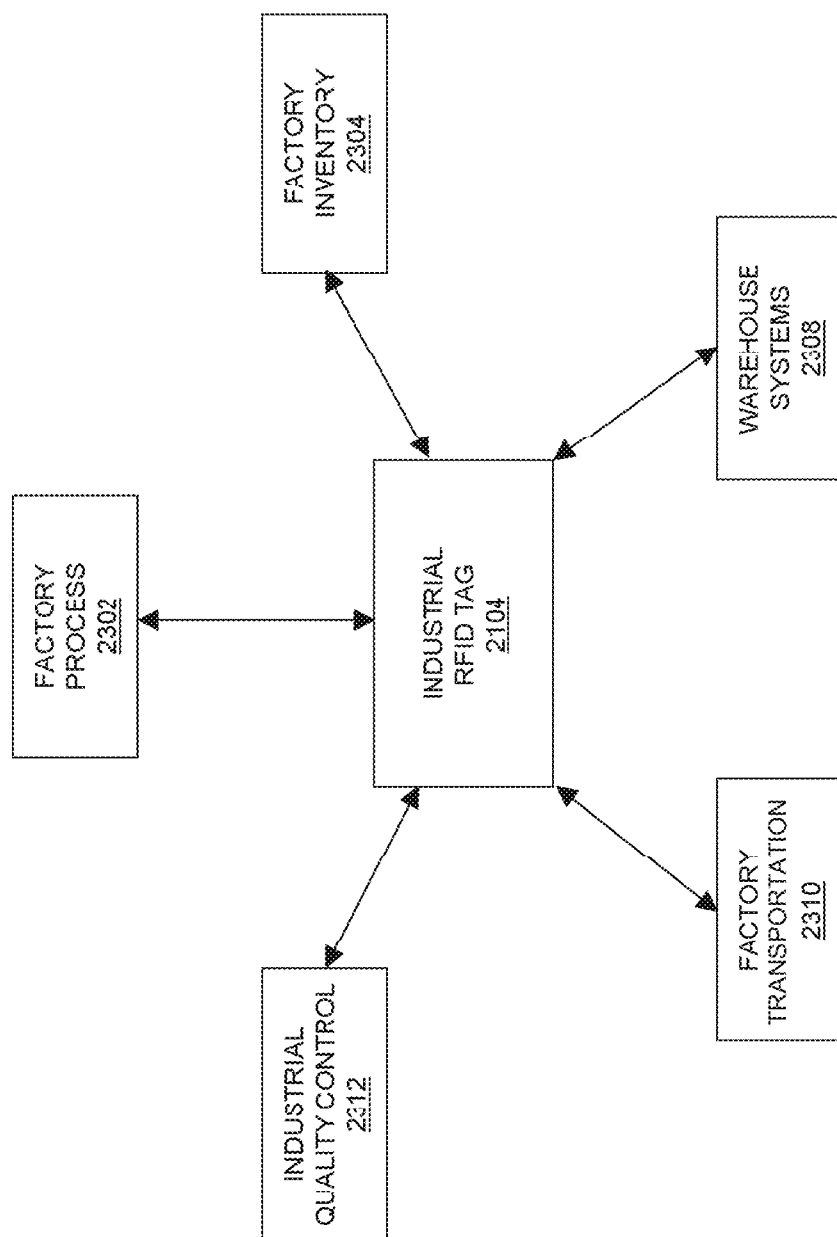 FACTORY
PROCESS
2302
FACTORY
INVENTORY
2304
WAREHOUSE
SYSTEMS
2308
FACTORY
TRANSPORTATION
2310
INDUSTRIAL
QUALITY CONTROL
2312
INDUSTRIAL
RFID TAG
2104